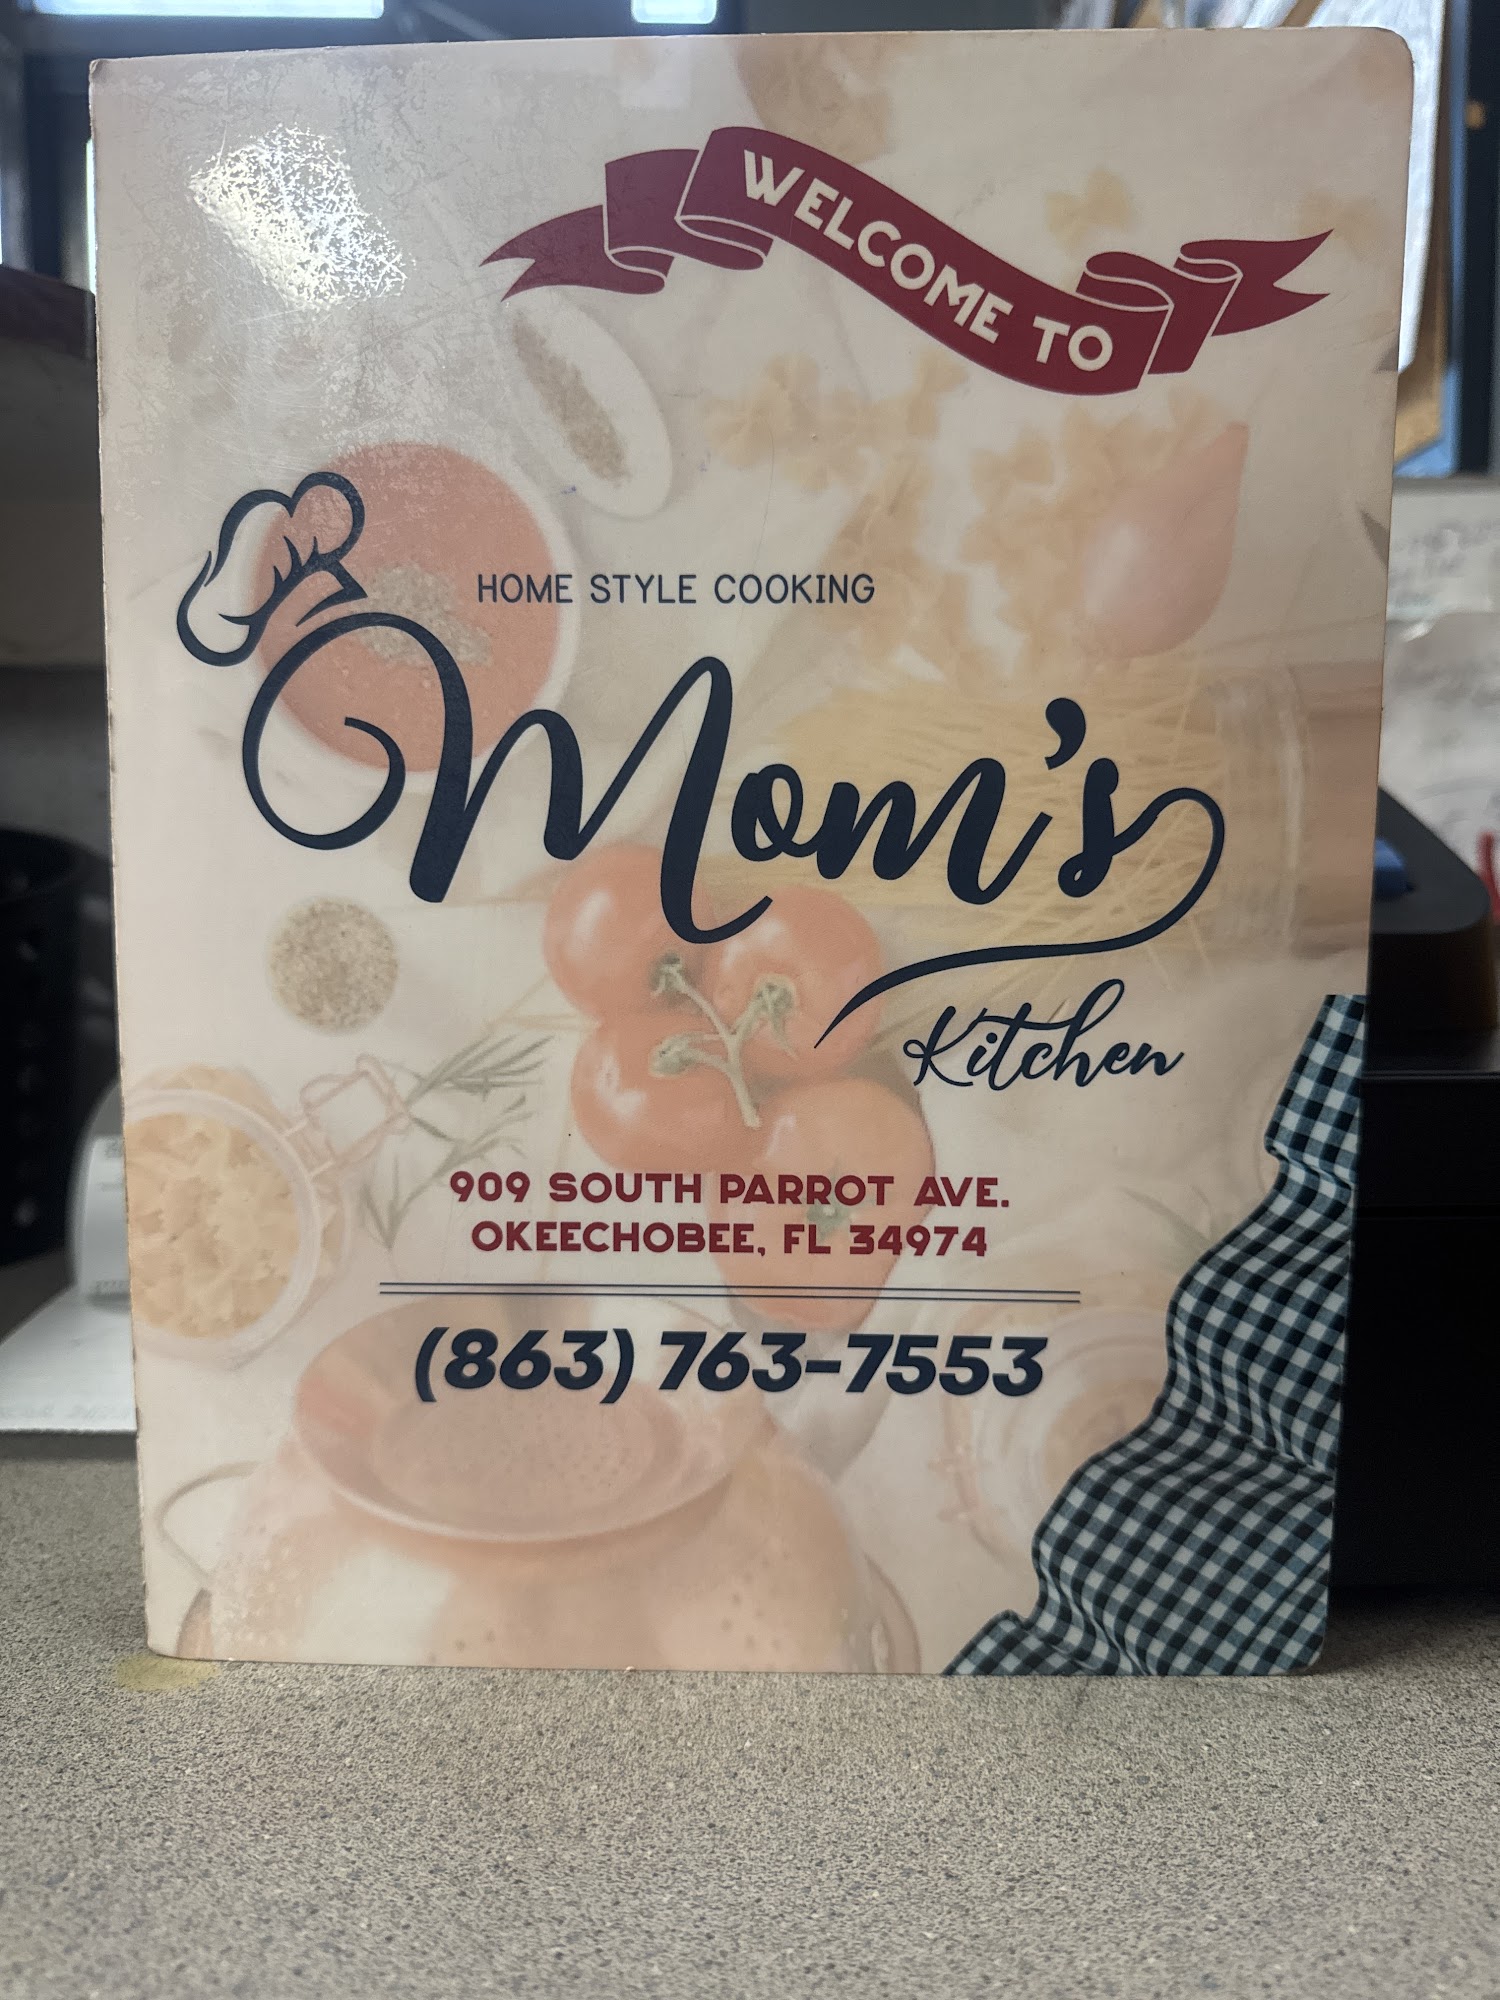 WELCOME TO
HOME STYLE COOKING
Mom's
Kitchen
909 SOUTH PARROT AVE.
OKEECHOBEE, FL 34974
(863) 763-7553